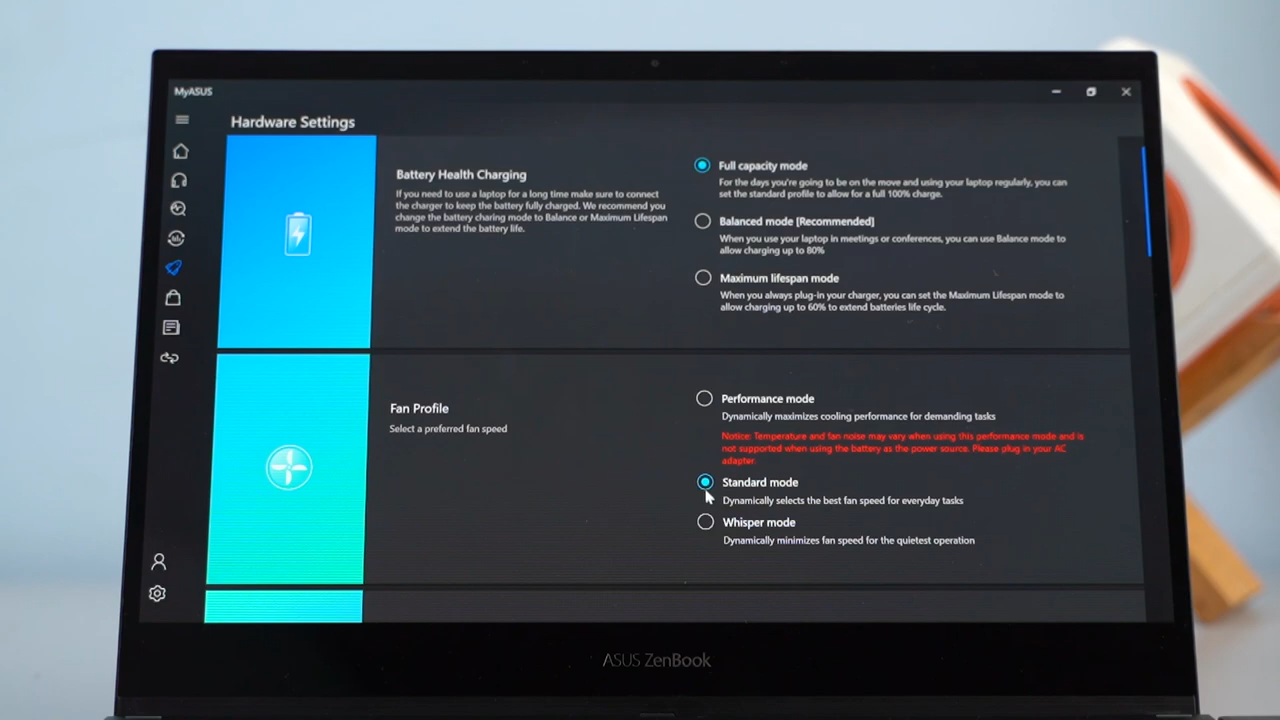 MyASUS
Hardware Settings
Battery Health Charging
If you need to use a laptop for a long time make sure to connect
the charger to keep the battery fully charged. We recommend you
change the battery charing mode to Balance or Maximum Lifespan
mode to extend the battery life.
Full capacity mode
For the days you're going to be on the move and using your laptop regularly, you can
set the standard profile to allow for a full 100% charge.
Balanced mode [Recommended]
When you use your laptop in meetings or conferences, you can use Balance mode to
allow charging up to 80%
Maximum lifespan mode
When you always plug-in your charger, you can set the Maximum Lifespan mode to
allow charging up to 60% to extend batteries life cycle.
Fan Profile
Select a preferred fan speed
Performance mode
Dynamically maximizes cooling performance for demanding tasks
Notice: Temperature and fan noise may vary when using this performance mode and is
not supported when using the battery as the power source. Please plug in your AC
adapter.
Standard mode
Dynamically selects the best fan speed for everyday tasks
Whisper mode
Dynamically minimizes fan speed for the quietest operation
ASUS ZenBook